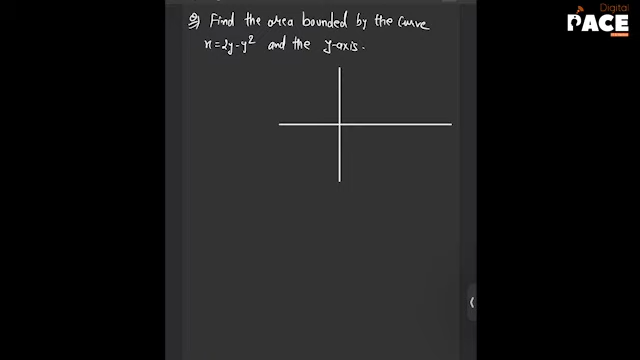 Q) Find the area bounded by the curve
x = 2y - y² and the y-axis.
Digital
PACE